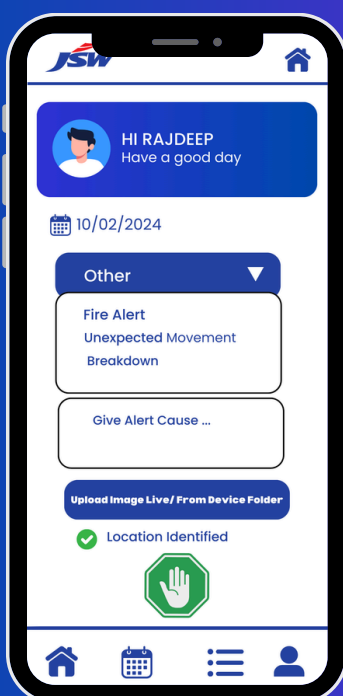 JSW
HI RAJDEEP
Have a good day
10/02/2024
Other
Fire Alert
Unexpected Movement
Breakdown
Give Alert Cause ...
Upload Image Live/ From Device Folder
Location Identified